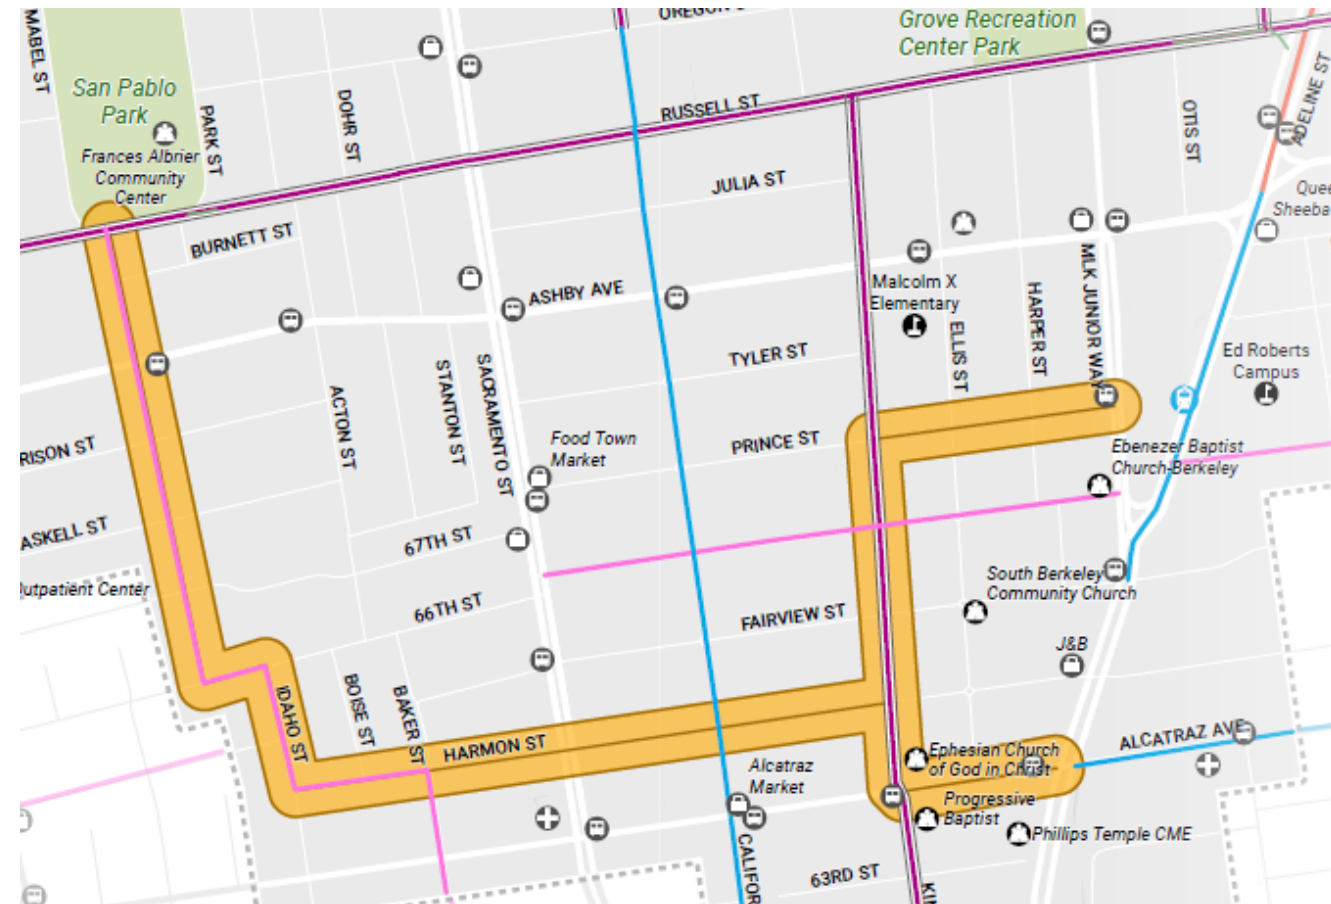 MABEL ST
OREGON
Grove Recreation
Center Park
San Pablo
Park
PARK ST
DOHR ST
RUSSELL ST
OTIS ST
ADELINE ST
Frances Albrier
Community
Center
JULIA ST
Sheeba
BURNETT ST
MLK JUNIOR WAY
Malcolm X
Elementary
ASHBY AVE
HARPER ST
ELLIS ST
TYLER ST
Ed Roberts
Campus
SACRAMENTO ST
STANTON ST
ACTON ST
Food Town
Market
PRINCE ST
Ebenezer Baptist
Church-Berkeley
RISON ST
ASKELL ST
67TH ST
utpatient Center
66TH ST
South Berkeley
Community Church
FAIRVIEW ST
J&B
IDAHO ST
BOISE ST
BAKER ST
HARMON ST
ALCATRAZ AVE
Ephesian Church
of God in Christ
Alcatraz
Market
Progressive
Baptist
Phillips Temple CME
CALIFOR
63RD ST
KIN